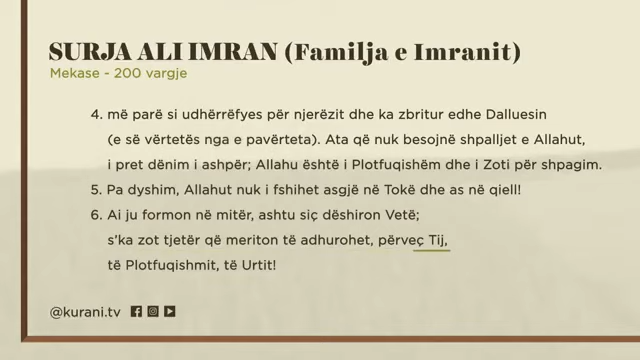 SURJA ALI IMRAN (Familja e Imranit)
Mekase - 200 vargje
4. më parë si udhërrëfyes për njerëzit dhe ka zbritur edhe Dalluesin
(e së vërtetës nga e pavërteta). Ata që nuk besojnë shpalljet e Allahut,
i pret dënim i ashpër; Allahu është i Plotfuqishëm dhe i Zoti për shpagim.
5. Pa dyshim, Allahut nuk i fshihet asgjë në Tokë dhe as në qiell!
6. Ai ju formon në mitër, ashtu siç dëshiron Vetë;
s'ka zot tjetër që meriton të adhurohet, përveç Tij,
të Plotfuqishmit, të Urtit!
@kurani.tv